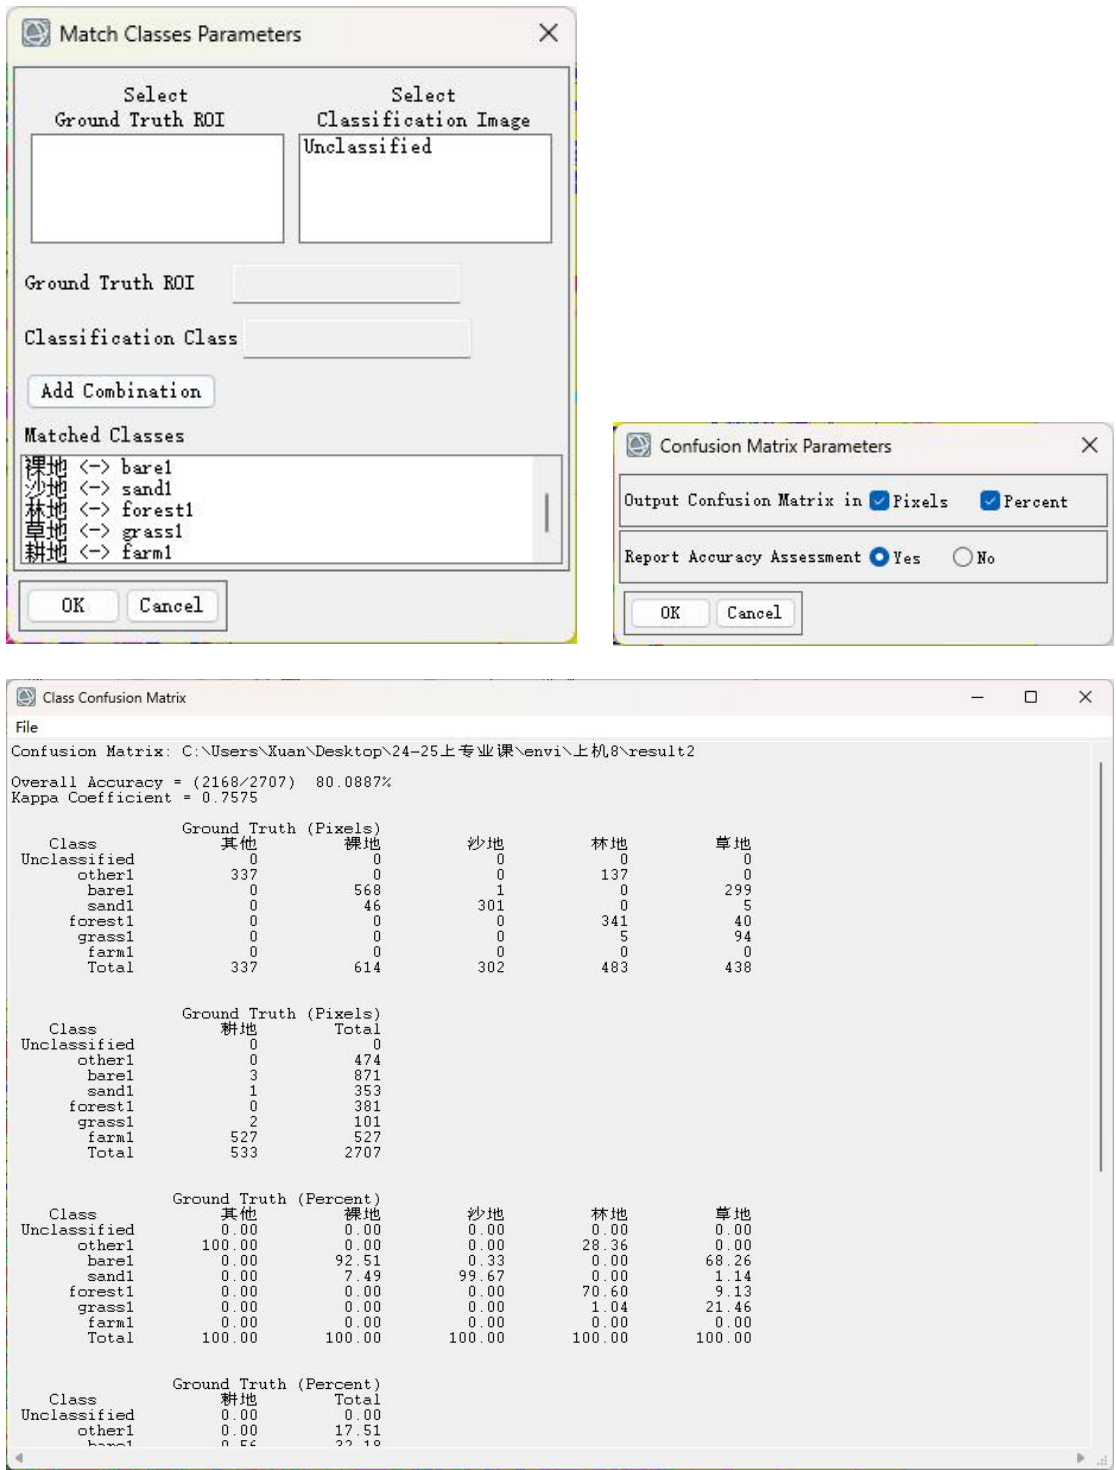 Match Classes Parameters
Select Select
Ground Truth ROI Classification Image
Unclassified
Ground Truth ROI
Classification Class
Add Combination
Matched Classes
裸地 <-> bare1
沙地 <-> sand1
林地 <-> forest1
草地 <-> grass1
耕地 <-> farm1
OK Cancel
Confusion Matrix Parameters
Output Confusion Matrix in Pixels Percent
Report Accuracy Assessment Yes No
OK Cancel
Class Confusion Matrix
File
Confusion Matrix: C:\Users\Xuan\Desktop\24-25上专业课\envi\上机8\result2
Overall Accuracy = (2168/2707) 80.0887%
Kappa Coefficient = 0.7575
Ground Truth (Pixels)
Class 其他 裸地 沙地 林地 草地
Unclassified 0 0 0 0 0
other1 337 0 0 137 0
bare1 0 568 1 0 299
sand1 0 46 301 0 5
forest1 0 0 0 341 40
grass1 0 0 0 5 94
farm1 0 0 0 0 0
Total 337 614 302 483 438
Ground Truth (Pixels)
Class 耕地 Total
Unclassified 0 0
other1 0 474
bare1 3 871
sand1 1 353
forest1 0 381
grass1 2 101
farm1 527 527
Total 533 2707
Ground Truth (Percent)
Class 其他 裸地 沙地 林地 草地
Unclassified 0.00 0.00 0.00 0.00 0.00
other1 100.00 0.00 0.00 28.36 0.00
bare1 0.00 92.51 0.33 0.00 68.26
sand1 0.00 7.49 99.67 0.00 1.14
forest1 0.00 0.00 0.00 70.60 9.13
grass1 0.00 0.00 0.00 1.04 21.46
farm1 0.00 0.00 0.00 0.00 0.00
Total 100.00 100.00 100.00 100.00 100.00
Ground Truth (Percent)
Class 耕地 Total
Unclassified 0.00 0.00
other1 0.00 17.51
bare1 0.56 32.18